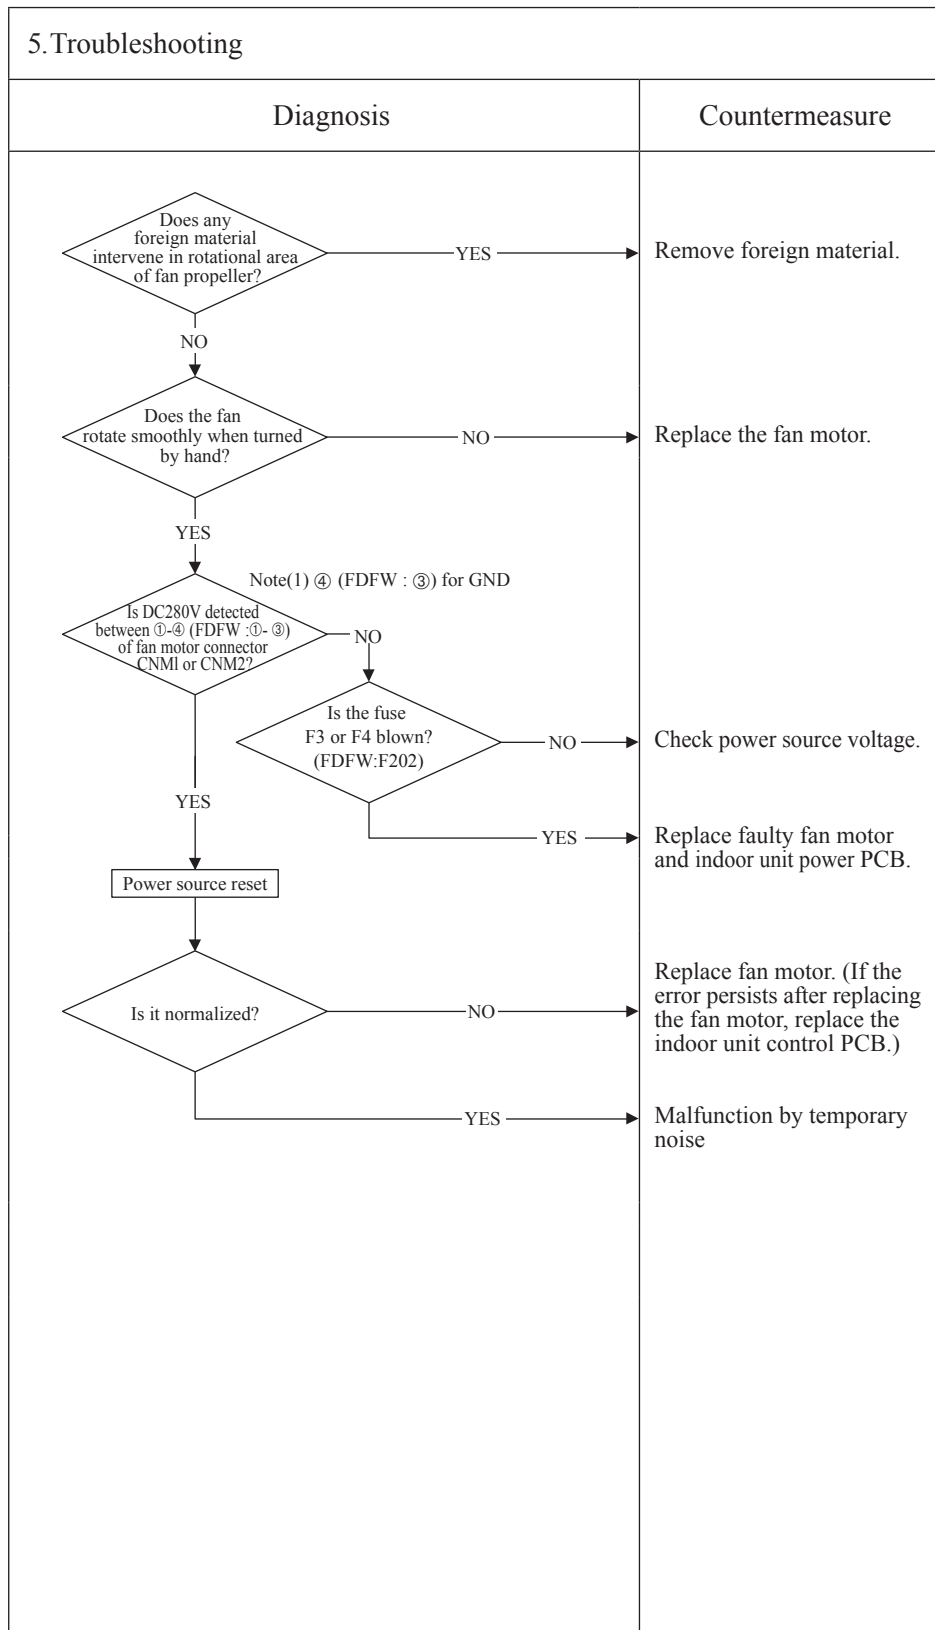 5.Troubleshooting
Diagnosis
Countermeasure
Does any
foreign material
intervene in rotational area
of fan propeller?
YES
Remove foreign material.
NO
Does the fan
rotate smoothly when turned
by hand?
NO
Replace the fan motor.
YES
Note(1) ④ (FDFW : ③) for GND
Is DC280V detected
between ①-④ (FDFW :①- ③)
of fan motor connector
CNM1 or CNM2?
NO
Is the fuse
F3 or F4 blown?
(FDFW:F202)
NO
Check power source voltage.
YES
YES
Replace faulty fan motor
and indoor unit power PCB.
Power source reset
Is it normalized?
NO
Replace fan motor. (If the
error persists after replacing
the fan motor, replace the
indoor unit control PCB.)
YES
Malfunction by temporary
noise